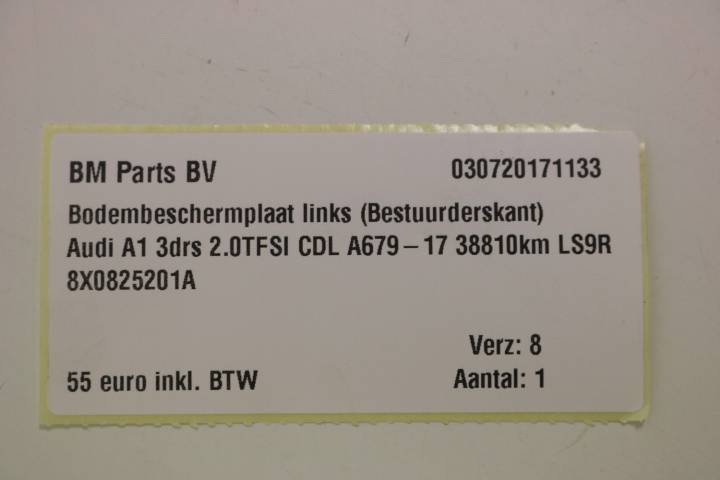 BM Parts BV 030720171133
Bodembeschermplaat links (Bestuurderskant)
Audi A1 3drs 2.0TFSI CDL A679 – 17 38810km LS9R
8X0825201A
Verz: 8
55 euro inkl. BTW Aantal: 1